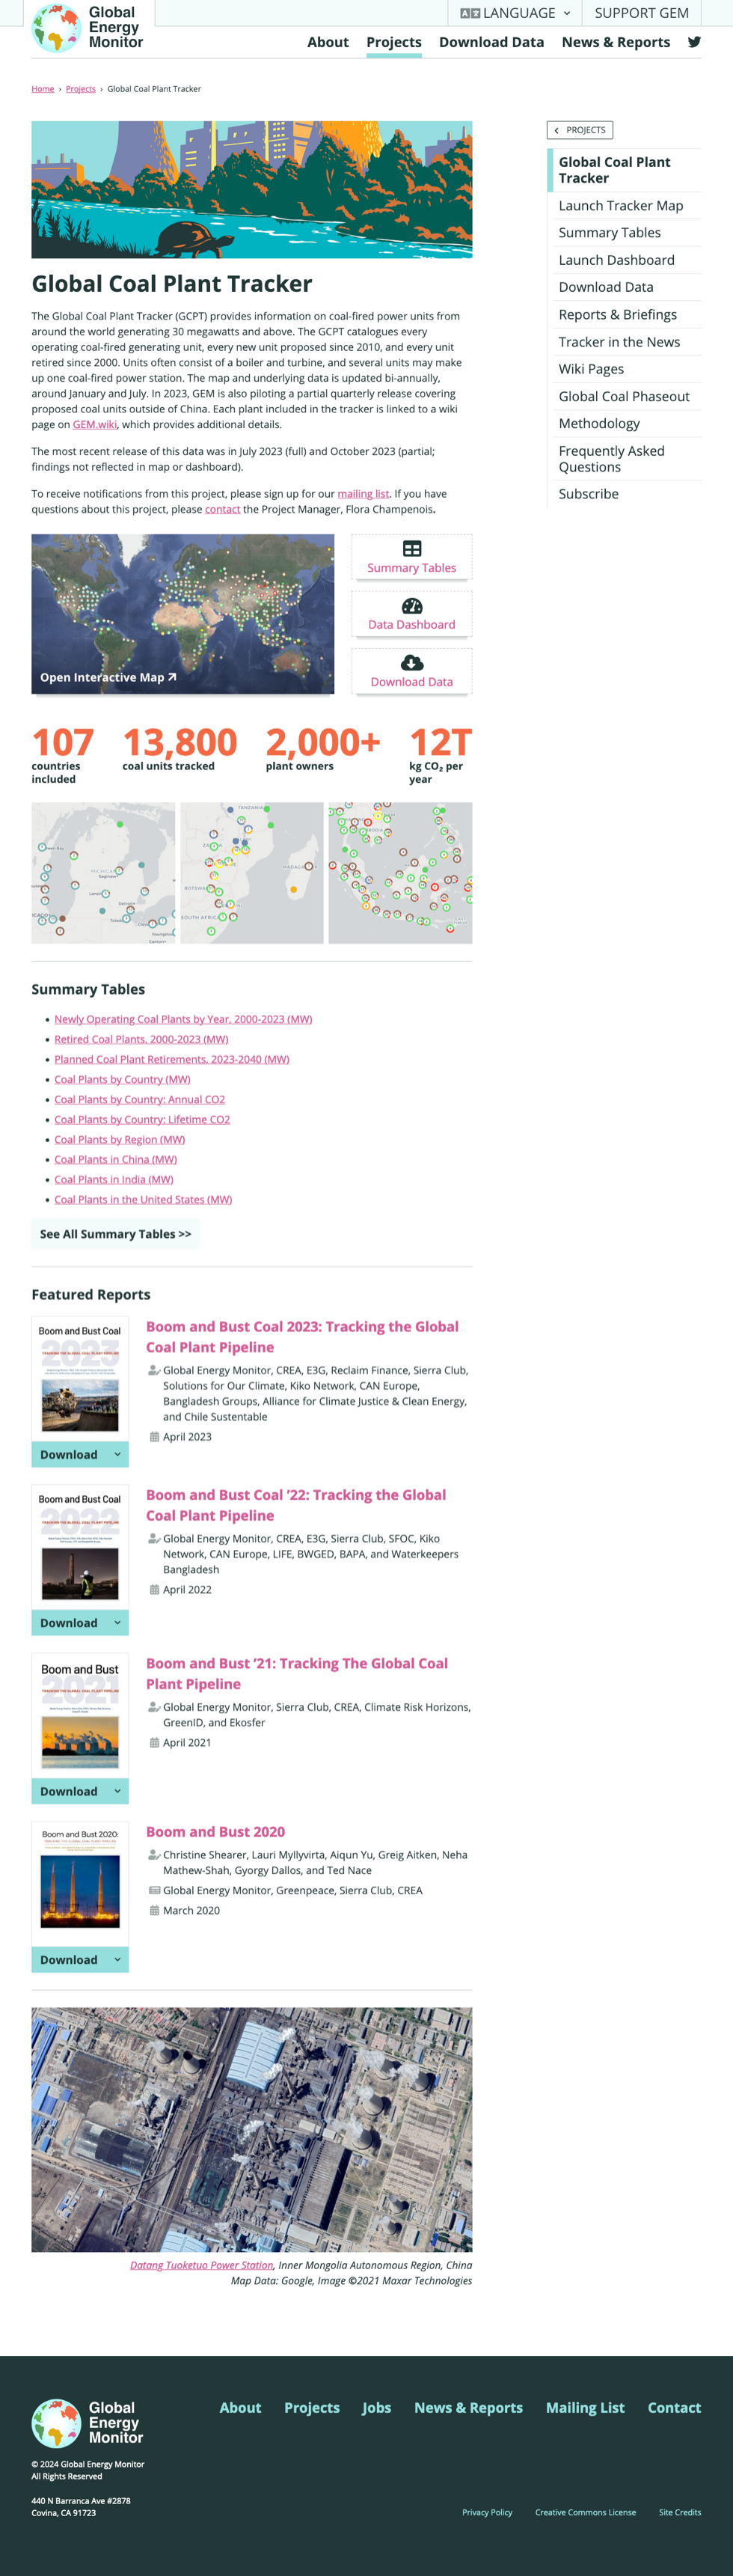 Global
Energy
Monitor
LANGUAGE
SUPPORT GEM
About
Projects
Download Data
News & Reports
Home › Projects › Global Coal Plant Tracker
PROJECTS
Global Coal Plant
Tracker
Launch Tracker Map
Summary Tables
Launch Dashboard
Download Data
Reports & Briefings
Tracker in the News
Wiki Pages
Global Coal Phaseout
Methodology
Frequently Asked
Questions
Subscribe
Global Coal Plant Tracker
The Global Coal Plant Tracker (GCPT) provides information on coal-fired power units from
around the world generating 30 megawatts and above. The GCPT catalogues every
operating coal-fired generating unit, every new unit proposed since 2010, and every unit
retired since 2000. Units often consist of a boiler and turbine, and several units may make
up one coal-fired power station. The map and underlying data is updated bi-annually,
around January and July. In 2023, GEM is also piloting a partial quarterly release covering
proposed coal units outside of China. Each plant included in the tracker is linked to a wiki
page on GEM.wiki, which provides additional details.
The most recent release of this data was in July 2023 (full) and October 2023 (partial;
findings not reflected in map or dashboard).
To receive notifications from this project, please sign up for our mailing list. If you have
questions about this project, please contact the Project Manager, Flora Champenois.
Open Interactive Map
Summary Tables
Data Dashboard
Download Data
107
countries
included
13,800
coal units tracked
2,000+
plant owners
12T
kg CO₂ per
year
Summary Tables
Newly Operating Coal Plants by Year, 2000-2023 (MW)
Retired Coal Plants, 2000-2023 (MW)
Planned Coal Plant Retirements, 2023-2040 (MW)
Coal Plants by Country (MW)
Coal Plants by Country: Annual CO2
Coal Plants by Country: Lifetime CO2
Coal Plants by Region (MW)
Coal Plants in China (MW)
Coal Plants in India (MW)
Coal Plants in the United States (MW)
See All Summary Tables >>
Featured Reports
Boom and Bust Coal
2023
TRACKING THE GLOBAL COAL PLANT PIPELINE
Download
Boom and Bust Coal 2023: Tracking the Global
Coal Plant Pipeline
Global Energy Monitor, CREA, E3G, Reclaim Finance, Sierra Club,
Solutions for Our Climate, Kiko Network, CAN Europe,
Bangladesh Groups, Alliance for Climate Justice & Clean Energy,
and Chile Sustentable
April 2023
Boom and Bust Coal
2022
TRACKING THE GLOBAL COAL PLANT PIPELINE
Download
Boom and Bust Coal ’22: Tracking the Global
Coal Plant Pipeline
Global Energy Monitor, CREA, E3G, Sierra Club, SFOC, Kiko
Network, CAN Europe, LIFE, BWGED, BAPA, and Waterkeepers
Bangladesh
April 2022
Boom and Bust
2021
TRACKING THE GLOBAL COAL PLANT PIPELINE
Download
Boom and Bust ’21: Tracking The Global Coal
Plant Pipeline
Global Energy Monitor, Sierra Club, CREA, Climate Risk Horizons,
GreenID, and Ekosfer
April 2021
Boom and Bust 2020:
TRACKING THE GLOBAL COAL PLANT PIPELINE
Download
Boom and Bust 2020
Christine Shearer, Lauri Myllyvirta, Aiqun Yu, Greig Aitken, Neha
Mathew-Shah, Gyorgy Dallos, and Ted Nace
Global Energy Monitor, Greenpeace, Sierra Club, CREA
March 2020
Datang Tuoketuo Power Station, Inner Mongolia Autonomous Region, China
Map Data: Google, Image ©2021 Maxar Technologies
Global
Energy
Monitor
About
Projects
Jobs
News & Reports
Mailing List
Contact
© 2024 Global Energy Monitor
All Rights Reserved
440 N Barranca Ave #2878
Covina, CA 91723
Privacy Policy
Creative Commons License
Site Credits